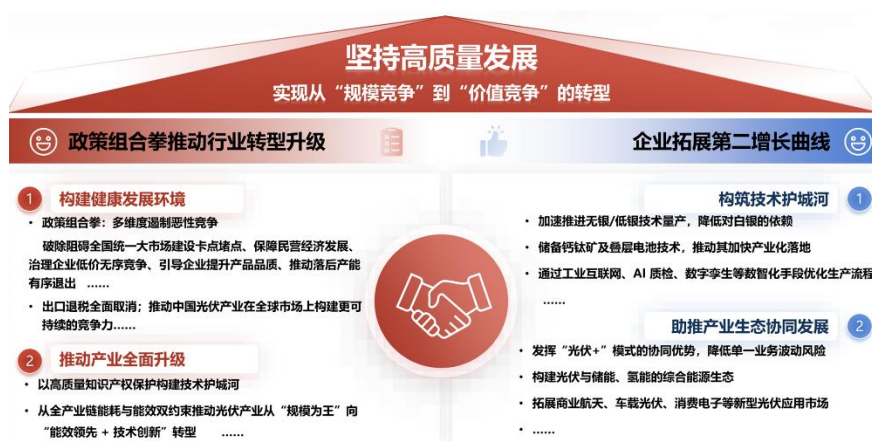 坚持高质量发展
实现从“规模竞争”到“价值竞争”的转型
政策组合拳推动行业转型升级
1 构建健康发展环境
• 政策组合拳：多维度遏制恶性竞争
破除阻碍全国统一大市场建设卡点堵点、保障民营经济发展、
治理企业低价无序竞争、引导企业提升产品品质、推动落后产能
有序退出 ……
• 出口退税全面取消；推动中国光伏产业在全球市场上构建更可
持续的竞争力……
2 推动产业全面升级
• 以高质量知识产权保护构建技术护城河
• 从全产业链能耗与能效双约束推动光伏产业从“规模为王”向
“能效领先 + 技术创新”转型 ……
企业拓展第二增长曲线
构筑技术护城河 1
• 加速推进无银/低银技术量产，降低对白银的依赖
• 储备钙钛矿及叠层电池技术，推动其加快产业化落地
• 通过工业互联网、AI 质检、数字孪生等数智化手段优化生产流程
……
助推产业生态协同发展 2
• 发挥“光伏+”模式的协同优势，降低单一业务波动风险
• 构建光伏与储能、氢能的综合能源生态
• 拓展商业航天、车载光伏、消费电子等新型光伏应用市场
• ……